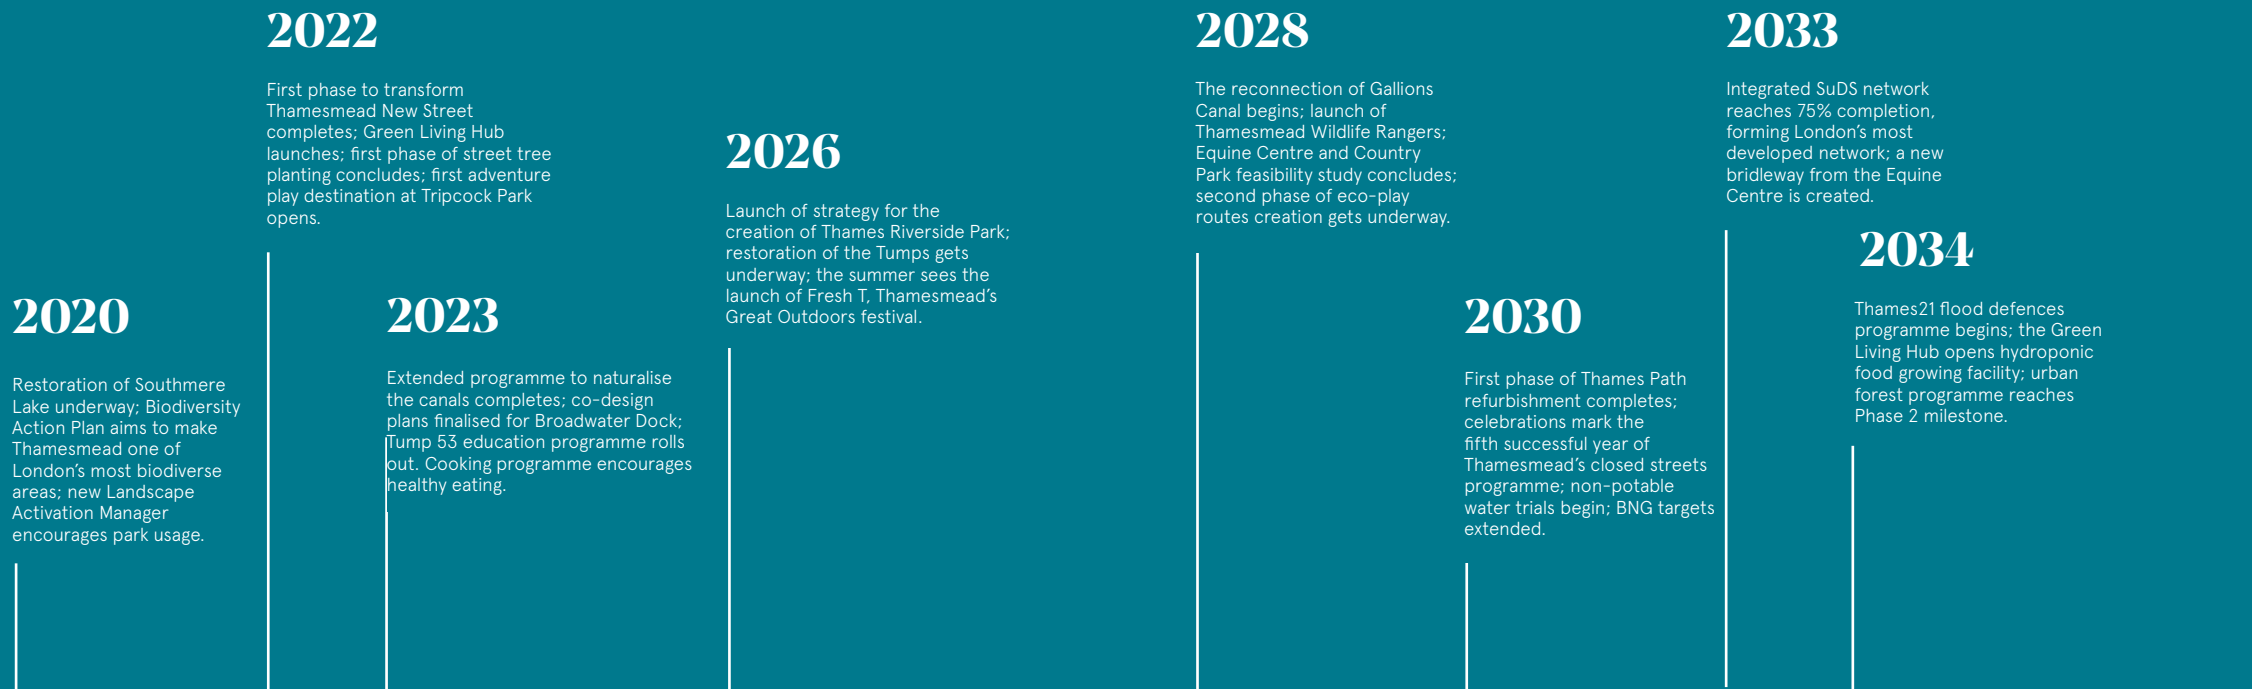 2020
Restoration of Southmere
Lake underway; Biodiversity
Action Plan aims to make
Thamesmead one of
London’s most biodiverse
areas; new Landscape
Activation Manager
encourages park usage.
2022
First phase to transform
Thamesmead New Street
completes; Green Living Hub
launches; first phase of street tree
planting concludes; first adventure
play destination at Tripcock Park
opens.
2023
Extended programme to naturalise
the canals completes; co-design
plans finalised for Broadwater Dock;
Tump 53 education programme rolls
out. Cooking programme encourages
healthy eating.
2026
Launch of strategy for the
creation of Thames Riverside Park;
restoration of the Tumps gets
underway; the summer sees the
launch of Fresh T, Thamesmead’s
Great Outdoors festival.
2028
The reconnection of Gallions
Canal begins; launch of
Thamesmead Wildlife Rangers;
Equine Centre and Country
Park feasibility study concludes;
second phase of eco-play
routes creation gets underway.
2030
First phase of Thames Path
refurbishment completes;
celebrations mark the
fifth successful year of
Thamesmead’s closed streets
programme; non-potable
water trials begin; BNG targets
extended.
2033
Integrated SuDS network
reaches 75% completion,
forming London’s most
developed network; a new
bridleway from the Equine
Centre is created.
2034
Thames21 flood defences
programme begins; the Green
Living Hub opens hydroponic
food growing facility; urban
forest programme reaches
Phase 2 milestone.